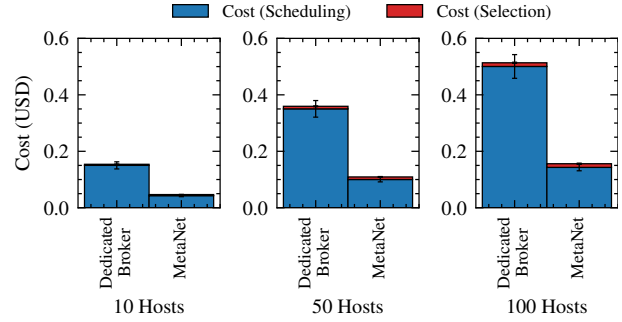 Cost (Scheduling) Cost (Selection)
Cost (USD)
0.6
0.4
0.2
0.0
Dedicated
Broker
MetaNet
10 Hosts
0.6
0.4
0.2
0.0
Dedicated
Broker
MetaNet
50 Hosts
0.6
0.4
0.2
0.0
Dedicated
Broker
MetaNet
100 Hosts